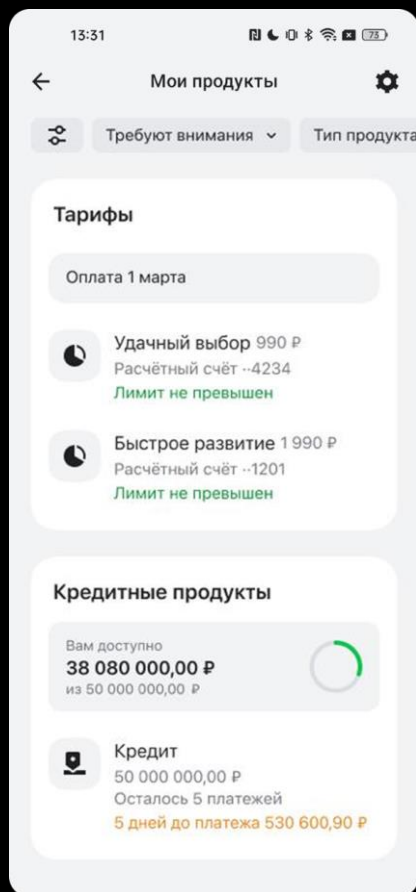 13:31
73
Мои продукты
Требуют внимания
Тип продукта
Тарифы
Оплата 1 марта
Удачный выбор 990 ₽
Расчётный счёт ··4234
Лимит не превышен
Быстрое развитие 1 990 ₽
Расчётный счёт ··1201
Лимит не превышен
Кредитные продукты
Вам доступно
38 080 000,00 ₽
из 50 000 000,00 ₽
Кредит
50 000 000,00 ₽
Осталось 5 платежей
5 дней до платежа 530 600,90 ₽